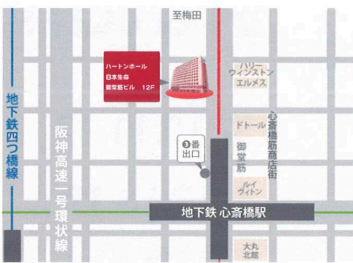 至梅田
ハートンホール
日本生命
御堂筋ビル 12F
ハリー
ウィンストン
エルメス
地下鉄四つ橋線
阪神高速一号環状線
ドトール
心斎橋筋商店街
❸番
出口
御堂筋
ルイ
ヴィトン
地下鉄 心斎橋駅
大丸
北館